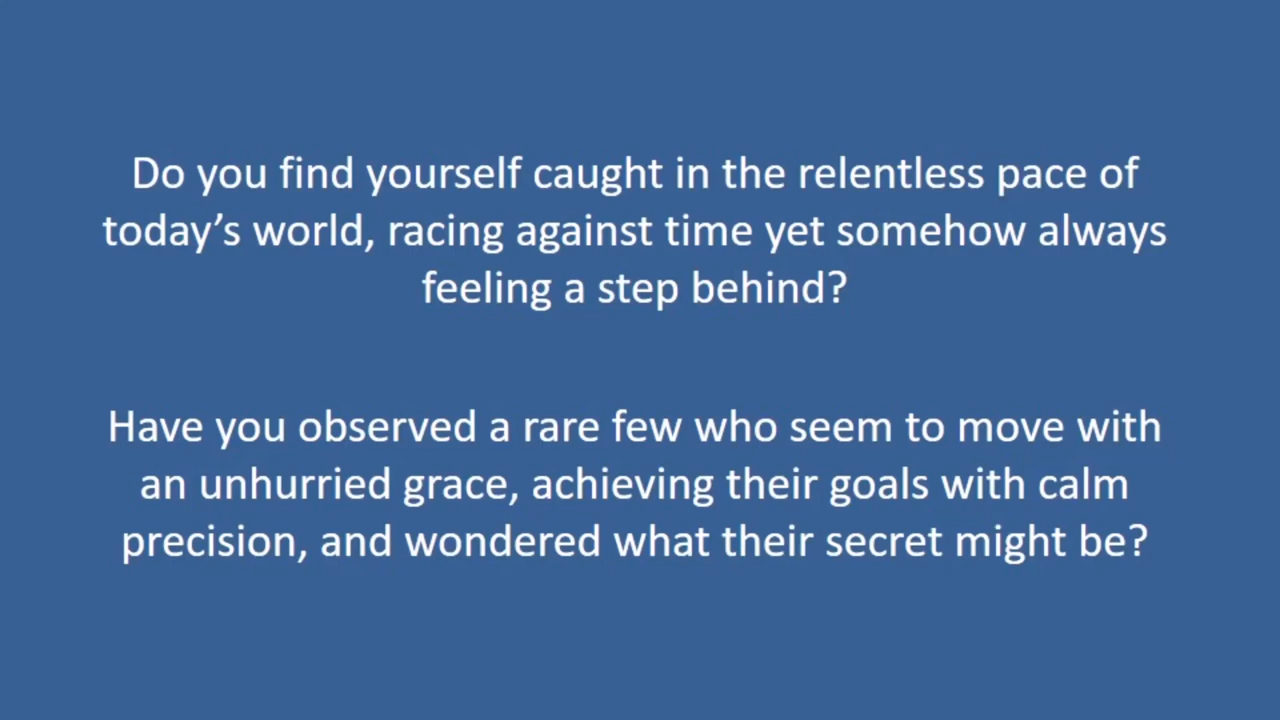 Do you find yourself caught in the relentless pace of
today’s world, racing against time yet somehow always
feeling a step behind?
Have you observed a rare few who seem to move with
an unhurried grace, achieving their goals with calm
precision, and wondered what their secret might be?